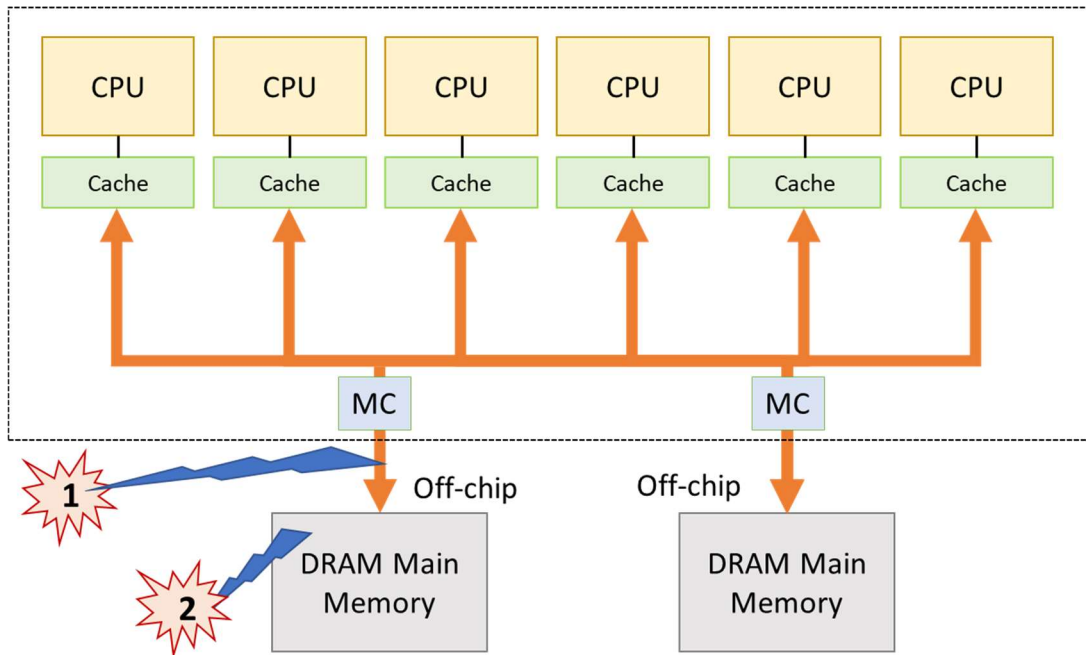 CPU CPU CPU CPU CPU CPU
Cache Cache Cache Cache Cache Cache
MC MC
1
Off-chip Off-chip
2
DRAM Main
Memory
DRAM Main
Memory